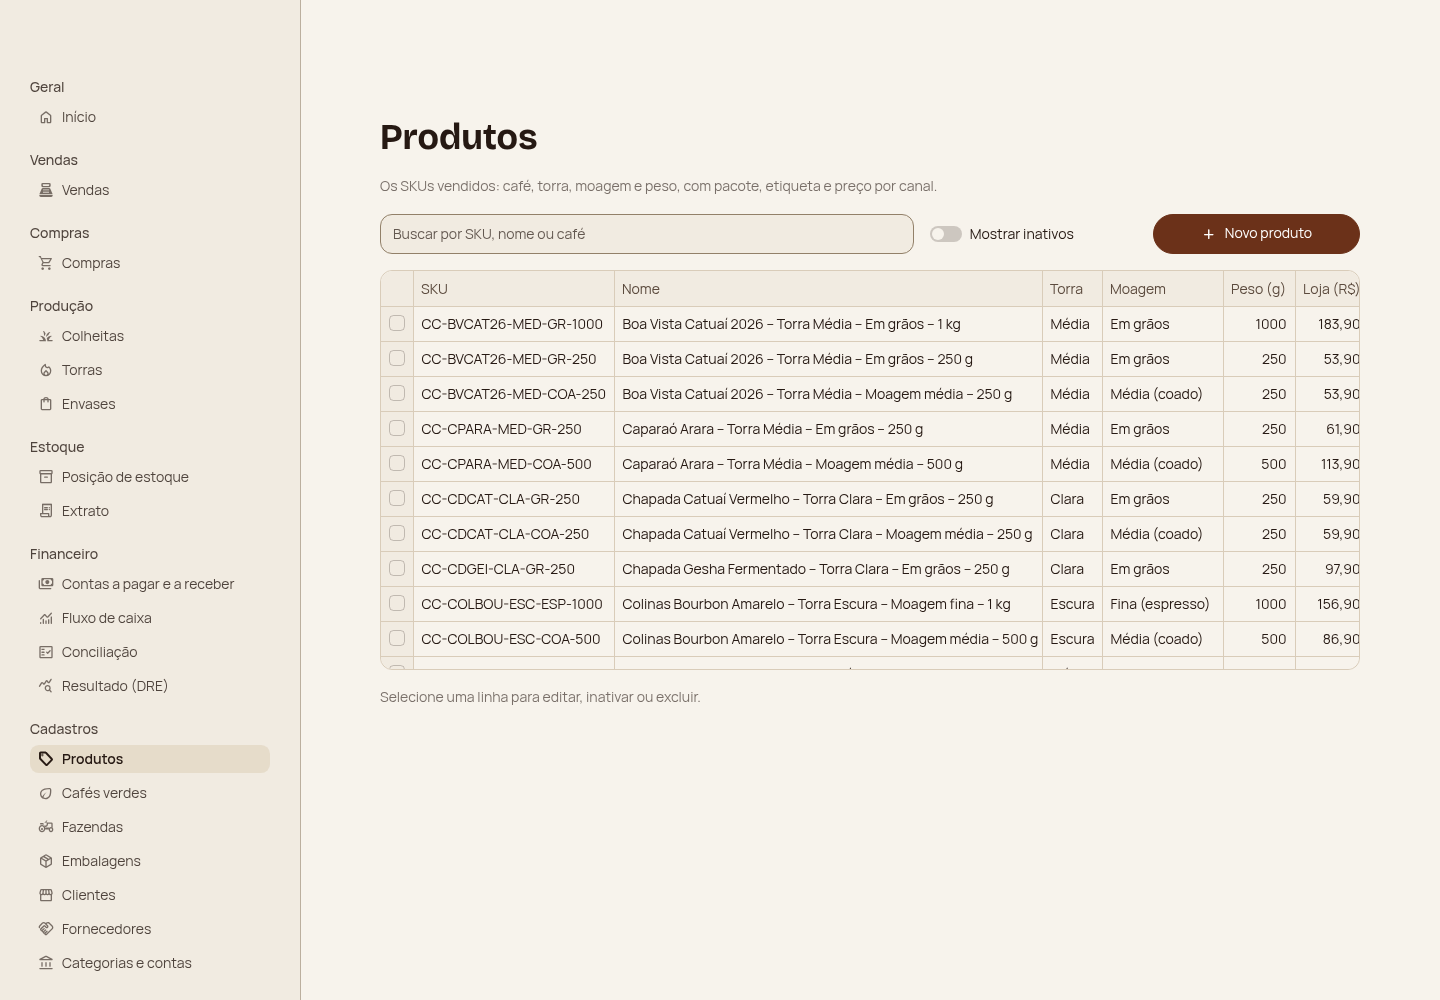 Geral
Início
Vendas
Vendas
Compras
Compras
Produção
Colheitas
Torras
Envases
Estoque
Posição de estoque
Extrato
Financeiro
Contas a pagar e a receber
Fluxo de caixa
Conciliação
Resultado (DRE)
Cadastros
Produtos
Cafés verdes
Fazendas
Embalagens
Clientes
Fornecedores
Categorias e contas
Produtos
Os SKUs vendidos: café, torra, moagem e peso, com pacote, etiqueta e preço por canal.
Buscar por SKU, nome ou café Mostrar inativos + Novo produto
SKU Nome Torra Moagem Peso (g) Loja (R$)
CC-BVCAT26-MED-GR-1000 Boa Vista Catuaí 2026 – Torra Média – Em grãos – 1 kg Média Em grãos 1000 183,90
CC-BVCAT26-MED-GR-250 Boa Vista Catuaí 2026 – Torra Média – Em grãos – 250 g Média Em grãos 250 53,90
CC-BVCAT26-MED-COA-250 Boa Vista Catuaí 2026 – Torra Média – Moagem média – 250 g Média Média (coado) 250 53,90
CC-CPARA-MED-GR-250 Caparaó Arara – Torra Média – Em grãos – 250 g Média Em grãos 250 61,90
CC-CPARA-MED-COA-500 Caparaó Arara – Torra Média – Moagem média – 500 g Média Média (coado) 500 113,90
CC-CDCAT-CLA-GR-250 Chapada Catuaí Vermelho – Torra Clara – Em grãos – 250 g Clara Em grãos 250 59,90
CC-CDCAT-CLA-COA-250 Chapada Catuaí Vermelho – Torra Clara – Moagem média – 250 g Clara Média (coado) 250 59,90
CC-CDGEI-CLA-GR-250 Chapada Gesha Fermentado – Torra Clara – Em grãos – 250 g Clara Em grãos 250 97,90
CC-COLBOU-ESC-ESP-1000 Colinas Bourbon Amarelo – Torra Escura – Moagem fina – 1 kg Escura Fina (espresso) 1000 156,90
CC-COLBOU-ESC-COA-500 Colinas Bourbon Amarelo – Torra Escura – Moagem média – 500 g Escura Média (coado) 500 86,90
Selecione uma linha para editar, inativar ou excluir.